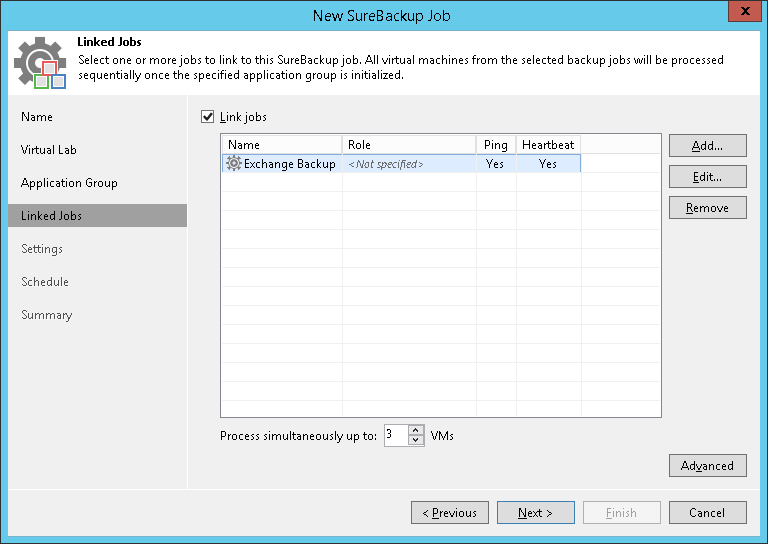 New SureBackup Job
x
Linked Jobs
Select one or more jobs to link to this SureBackup job. All virtual machines from the selected backup jobs will be processed
sequentially once the specified application group is initialized.
Name
Virtual Lab
Application Group
Linked Jobs
Settings
Schedule
Summary
Link jobs
Name Role Ping Heartbeat
Exchange Backup <Not specified> Yes Yes
Add...
Edit...
Remove
Process simultaneously up to: 3 VMs
Advanced
< Previous Next > Finish Cancel